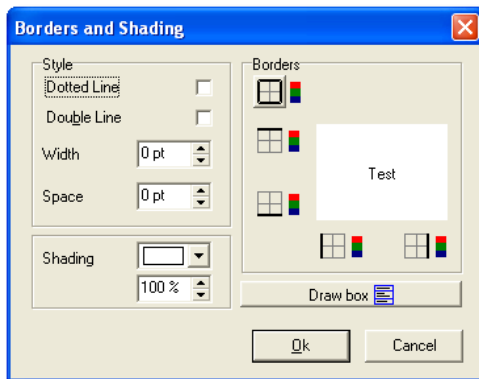 Borders and Shading
Style
Dotted Line
Double Line
Width
0 pt
Space
0 pt
Shading
100 %
Borders
Test
Draw box
Ok
Cancel